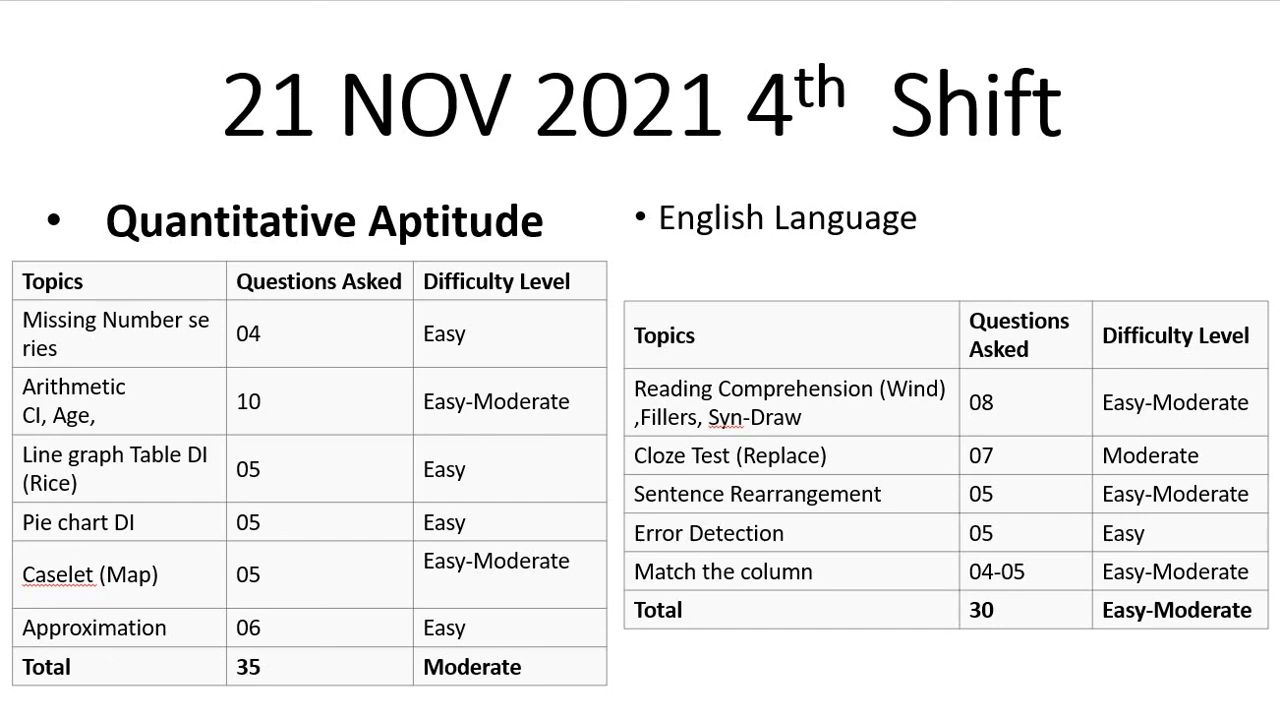 21 NOV 2021 4th Shift
• Quantitative Aptitude
Topics Questions Asked Difficulty Level
Missing Number se
ries 04 Easy
Arithmetic
CI, Age, 10 Easy-Moderate
Line graph Table DI
(Rice) 05 Easy
Pie chart DI 05 Easy
Caselet (Map) 05 Easy-Moderate
Approximation 06 Easy
Total 35 Moderate
• English Language
Topics Questions
Asked Difficulty Level
Reading Comprehension (Wind)
,Fillers, Syn-Draw 08 Easy-Moderate
Cloze Test (Replace) 07 Moderate
Sentence Rearrangement 05 Easy-Moderate
Error Detection 05 Easy
Match the column 04-05 Easy-Moderate
Total 30 Easy-Moderate